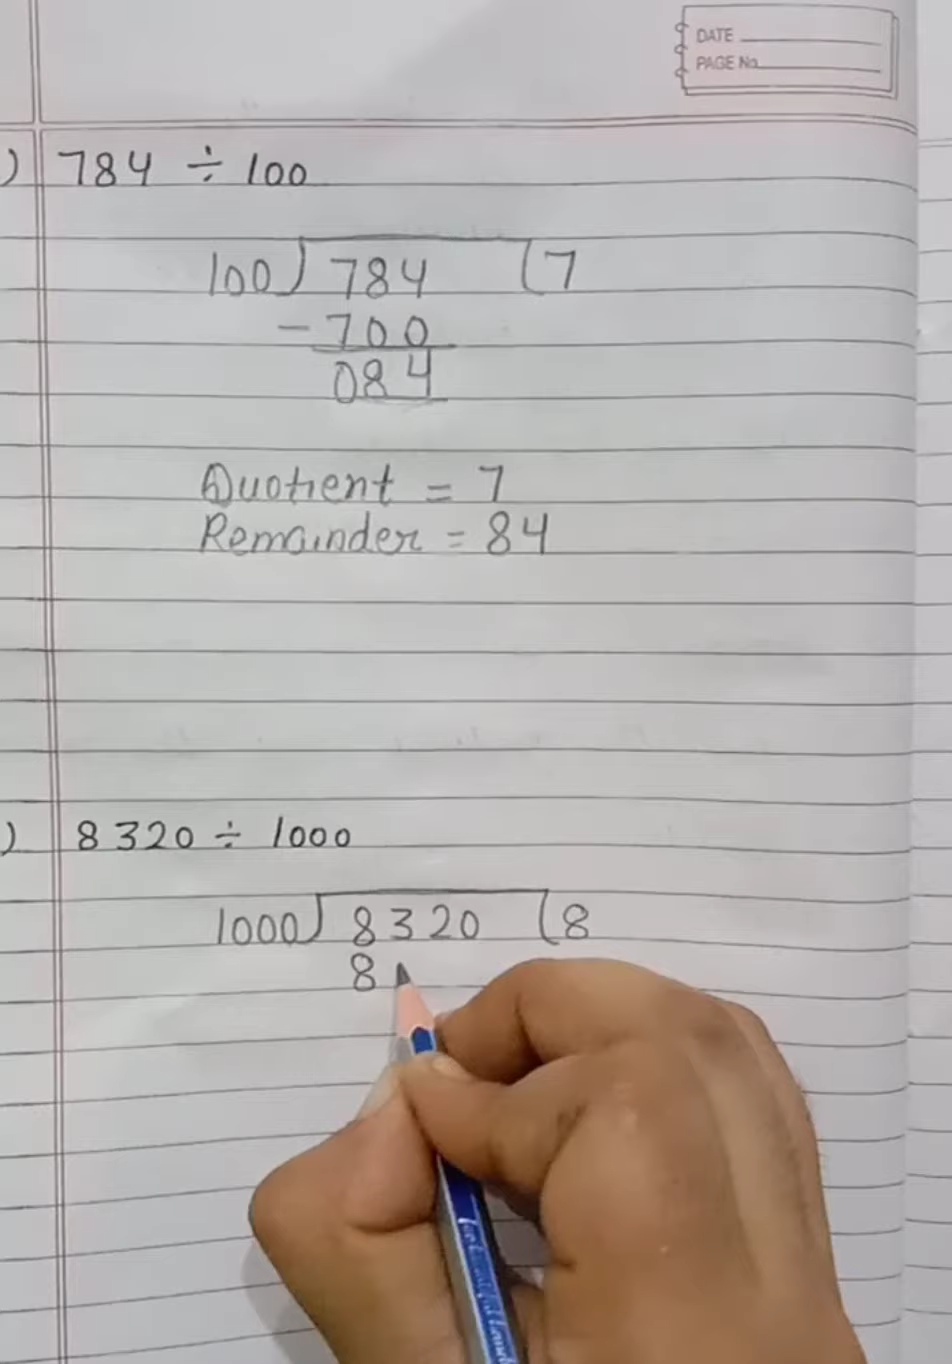 DATE
PAGE No.
) 784 ÷ 100
100 ) 784 ( 7
- 700
084
Quotient = 7
Remainder = 84
) 8320 ÷ 1000
1000 ) 8320 ( 8
8